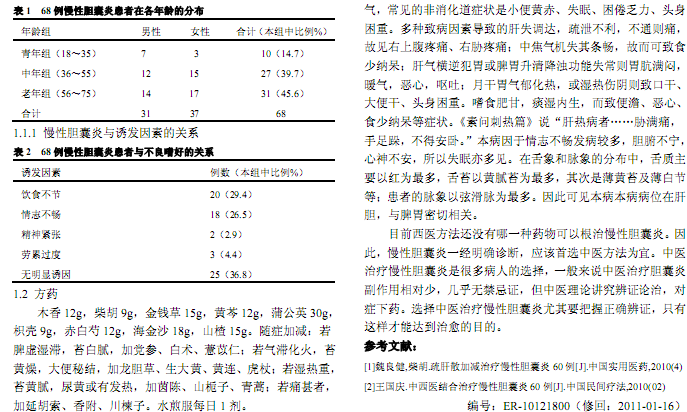 表 1　68 例慢性胆囊炎患者在各年龄的分布
年龄组　男性　女性　合计（本组中比例%）
青年组（18～35）　7　3　10（14.7）
中年组（36～55）　12　15　27（39.7）
老年组（56～75）　14　17　31（45.6）
合计　31　37　68
1.1.1 慢性胆囊炎与诱发因素的关系
表 2　68 例慢性胆囊炎患者与不良嗜好的关系
诱发因素　例数（本组中比例%）
饮食不节　20（29.4）
情志不畅　18（26.5）
精神紧张　2（2.9）
劳累过度　3（4.4）
无明显诱因　25（36.8）
1.2 方药
木香 12g，柴胡 9g，金钱草 15g，黄芩 12g，蒲公英 30g，
枳壳 9g，赤白芍 12g，海金沙 18g，山楂 15g。随症加减：若
脾虚湿滞，苔白腻，加党参、白术、薏苡仁；若气滞化火，苔
黄燥，大便秘结，加龙胆草、生大黄、黄连、虎杖；若湿热重，
苔黄腻，尿黄或有发热，加茵陈、山栀子、青蒿；若痛甚者，
加延胡索、香附、川楝子。水煎服每日 1 剂。
气，常见的非消化道症状是小便黄赤、失眠、困倦乏力、头身
困重。多种致病因素导致的肝失调达，疏泄不利，不通则痛，
故见右上腹疼痛、右胁疼痛；中焦气机失其条畅，故而可致食
少纳呆；肝气横逆犯胃或脾胃升清降浊功能失常则胃肮满闷，
暖气，恶心，呕吐；月干胃气郁化热，或湿热伤阴则致口干、
大便干、头身困重。嗜食肥甘，痰湿内生，而致便澹、恶心、
食少纳呆等症状。《素问刺热篇》说“肝热病者……胁满痛，
手足躁，不得安卧。”本病因于情志不畅发病较多，胆腑不宁，
心神不安，所以失眠亦多见。在舌象和脉象的分布中，舌质主
要以红为最多，舌苔以黄腻苔为最多，其次是薄黄苔及薄白节
等；患者的脉象以弦滑脉为最多。因此可见本病本病病位在肝
胆，与脾胃密切相关。
目前西医方法还没有哪一种药物可以根治慢性胆囊炎。因
此，慢性胆囊炎一经明确诊断，应该首选中医方法为宜。中医
治疗慢性胆囊炎是很多病人的选择，一般来说中医治疗胆囊炎
副作用相对少，几乎无禁忌证，但中医理论讲究辨证论治，对
症下药。选择中医治疗慢性胆囊炎尤其要把握正确辨证，只有
这样才能达到治愈的目的。
参考文献：
[1]魏良健,柴胡.疏肝散加减治疗慢性胆囊炎 60 例[J].中国实用医药,2010(4)
[2]王国庆.中西医结合治疗慢性胆囊炎 60 例[J].中国民间疗法,2010(02)
编号：ER-10121800（修回：2011-01-16）